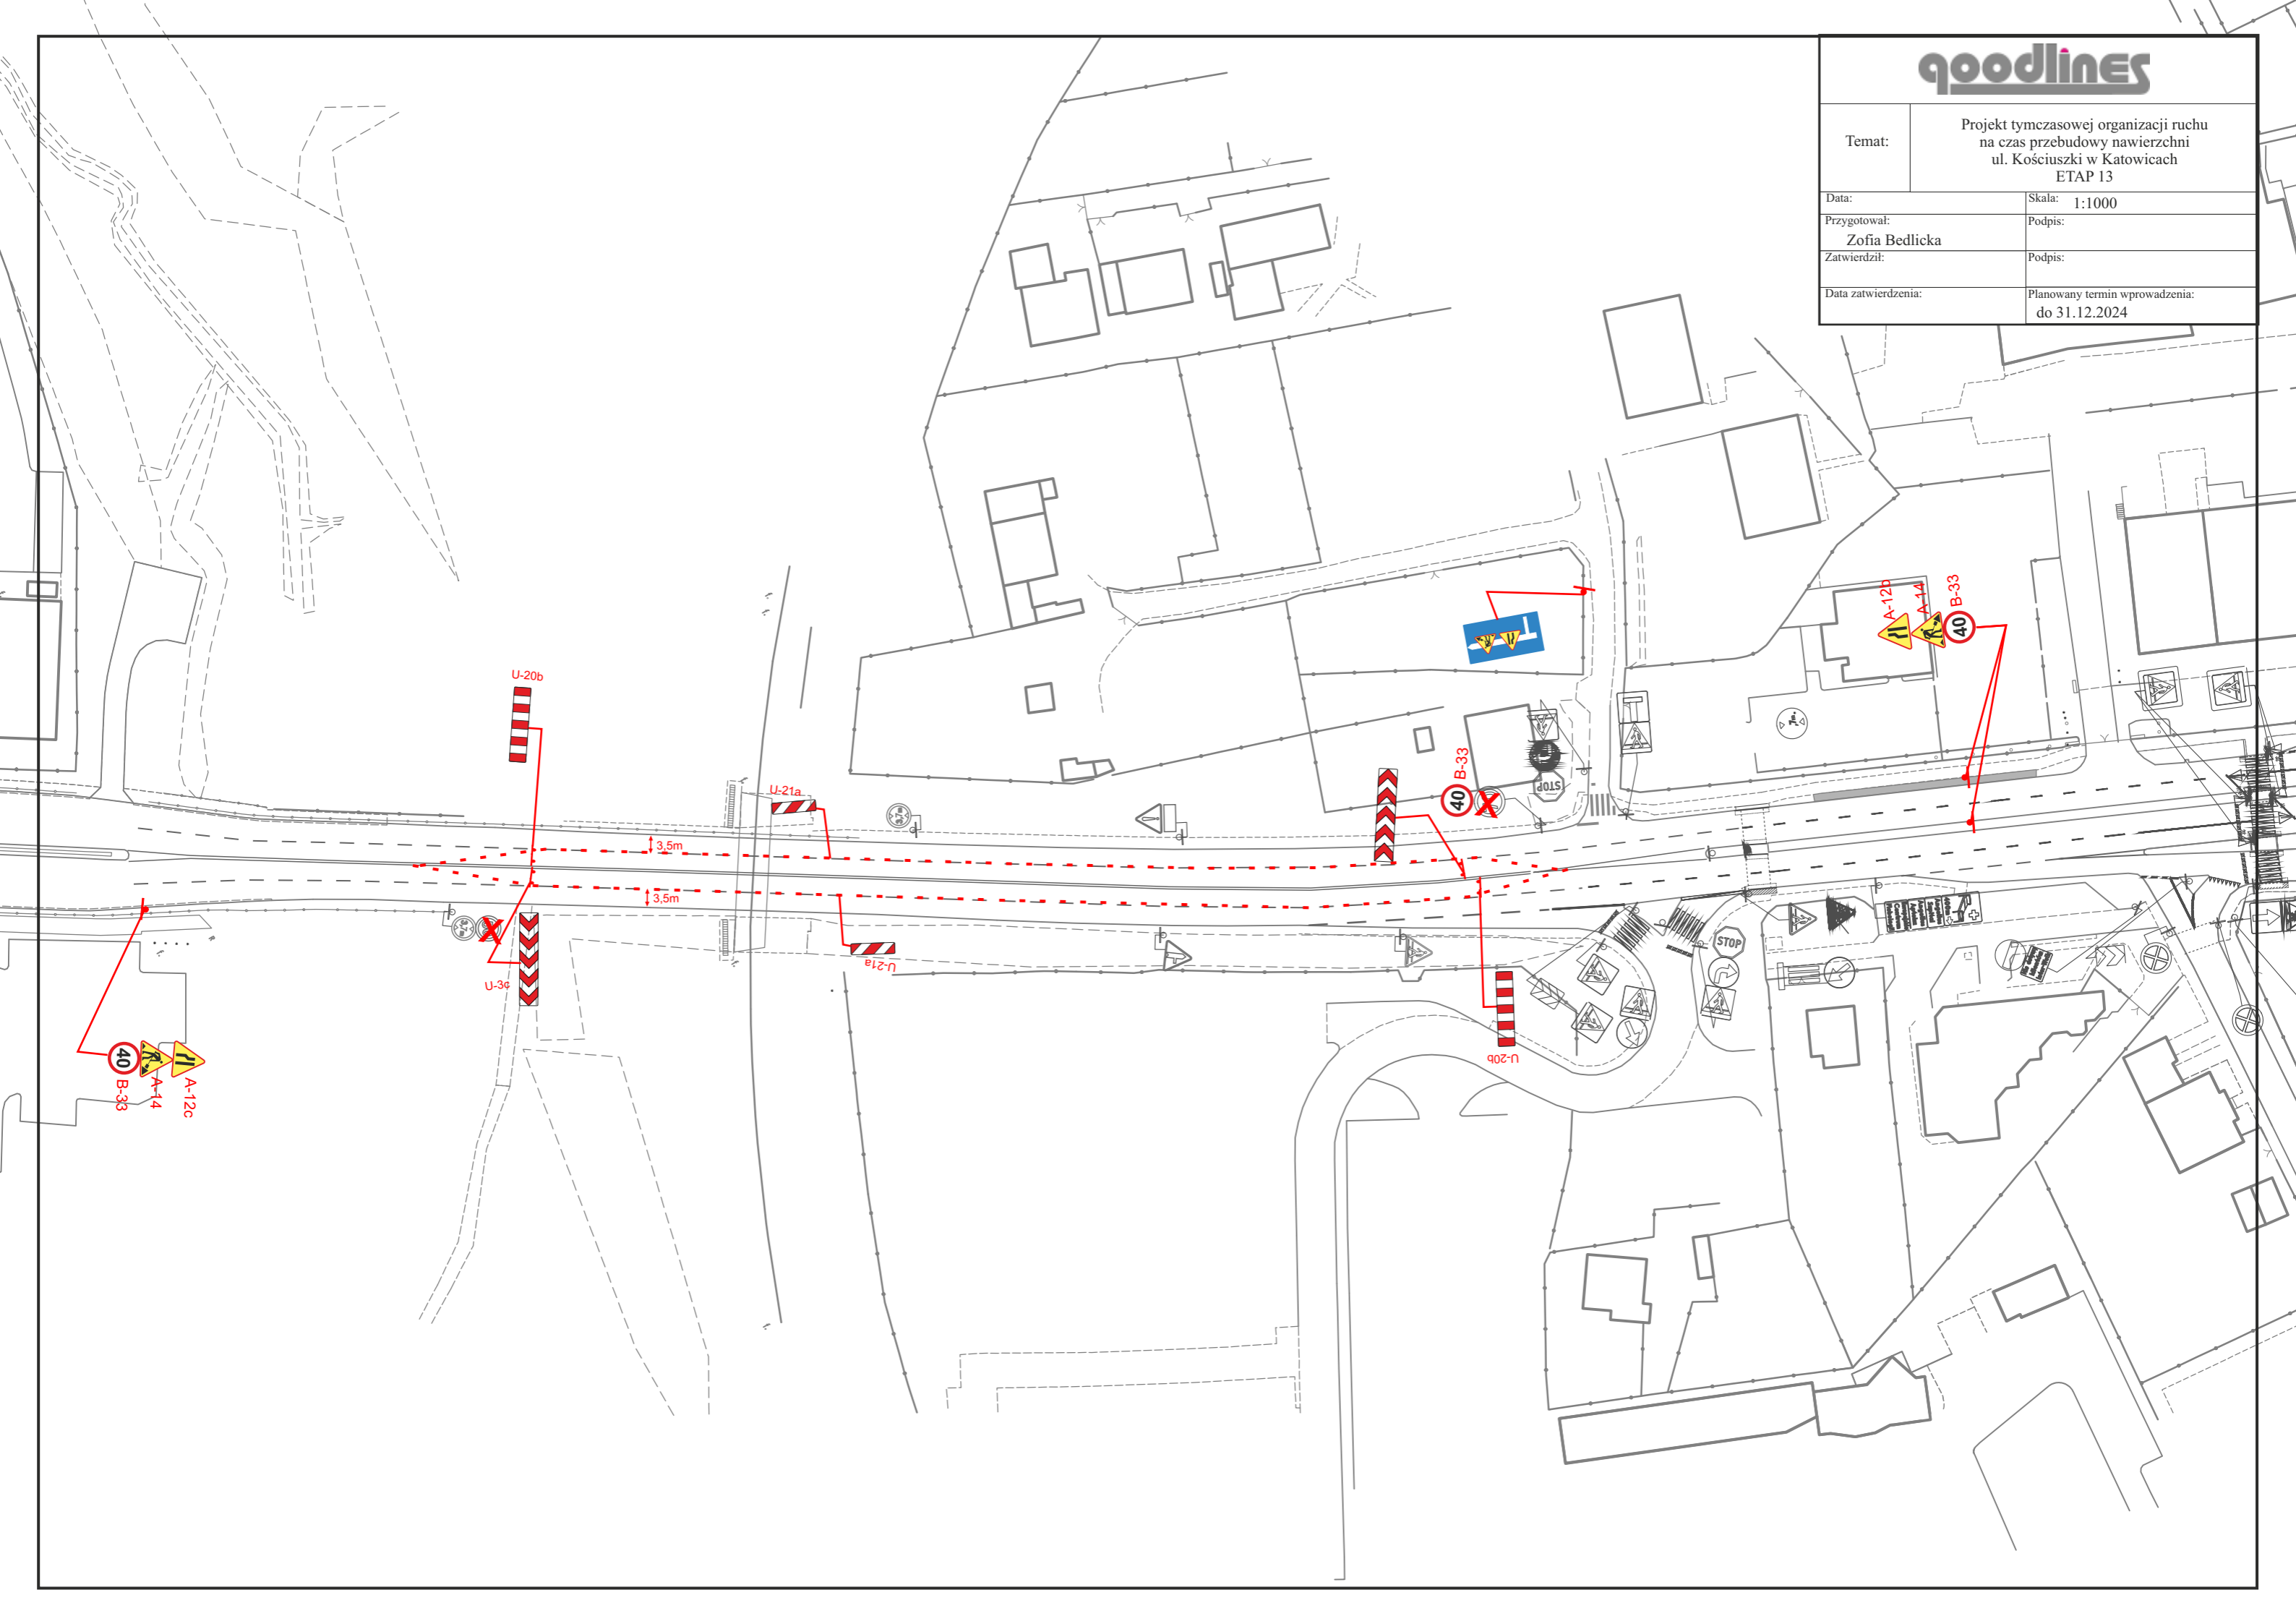 goodlines
Temat:
Projekt tymczasowej organizacji ruchu
na czas przebudowy nawierzchni
ul. Kościuszki w Katowicach
ETAP 13
Data:
Skala: 1:1000
Przygotował:
Zofia Bedlicka
Podpis:
Zatwierdził:
Podpis:
Data zatwierdzenia:
Planowany termin wprowadzenia:
do 31.12.2024
A-12b
A-14
B-33
40
U-20b
U-21a
3,5m
3,5m
B-33
40
X
STOP
X
U-3c
U-21a
STOP
U-20b
40
B-33
A-14
A-12c